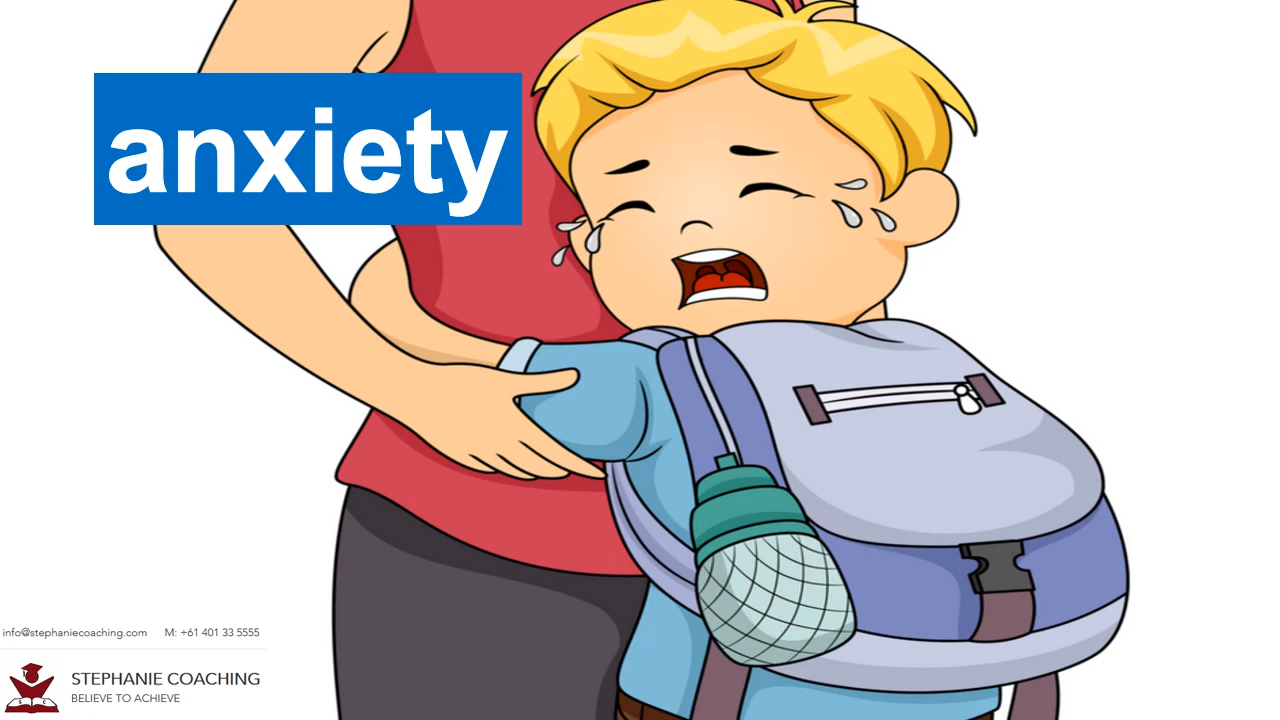 anxiety
info@stephaniecoaching.com M: +61 401 33 5555
STEPHANIE COACHING
BELIEVE TO ACHIEVE